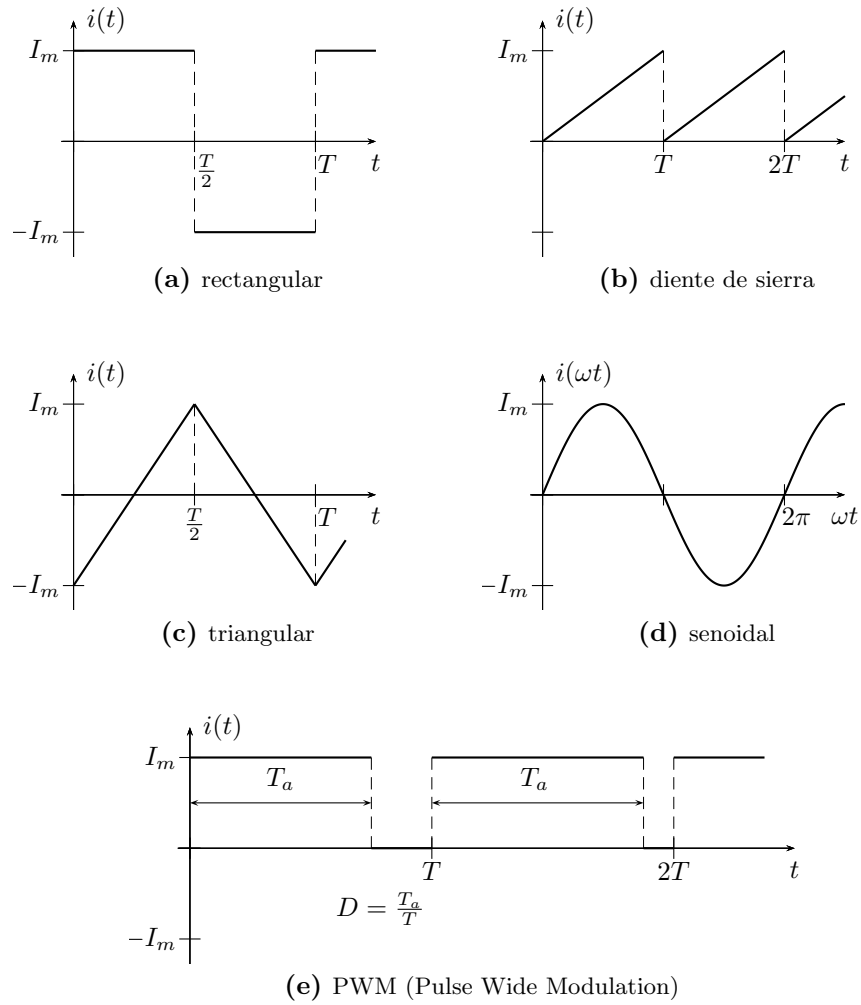 i(t)
I_m
T/2
T
t
−I_m
(a) rectangular
i(t)
I_m
T
2T
t
−I_m
(b) diente de sierra
i(t)
I_m
T/2
T
t
−I_m
(c) triangular
i(ωt)
I_m
2π
ωt
−I_m
(d) senoidal
i(t)
I_m
T_a
T_a
T
2T
t
D = T_a/T
−I_m
(e) PWM (Pulse Wide Modulation)